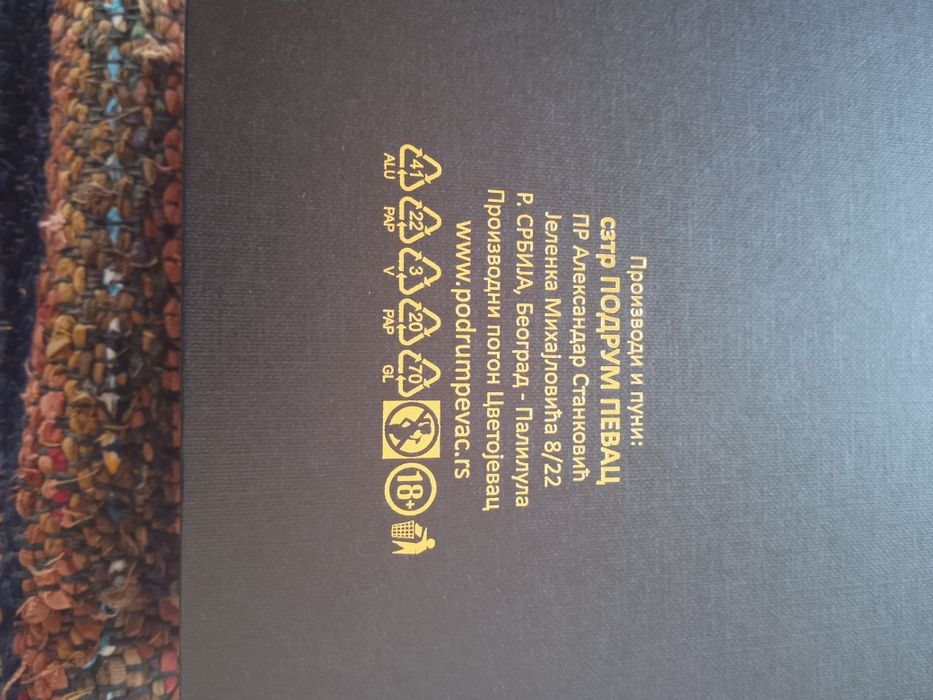 Производи и пуни:
сзтр ПОДРУМ ПЕВАЦ
ПР Александар Станковић
Јеленка Михајловића 8/22
Р. СРБИЈА, Београд - Палилула
Производни погон Цветојевац
www.podrumpevac.rs
41 22 3 20 70 18+
ALU PAP V PAP GL